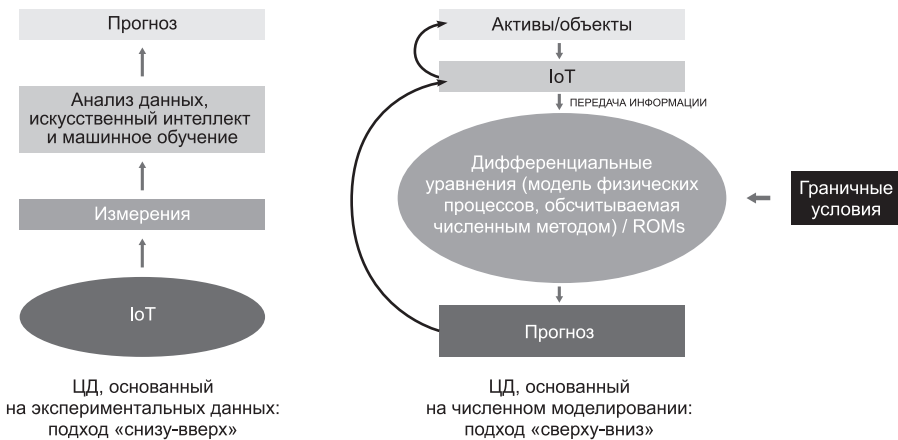 Прогноз
Анализ данных,
искусственный интеллект
и машинное обучение
Измерения
IoT
ЦД, основанный
на экспериментальных данных:
подход «снизу-вверх»
Активы/объекты
IoT
ПЕРЕДАЧА ИНФОРМАЦИИ
Дифференциальные
уравнения (модель физических
процессов, обсчитываемая
численным методом) / ROMs
Граничные
условия
Прогноз
ЦД, основанный
на численном моделировании:
подход «сверху-вниз»